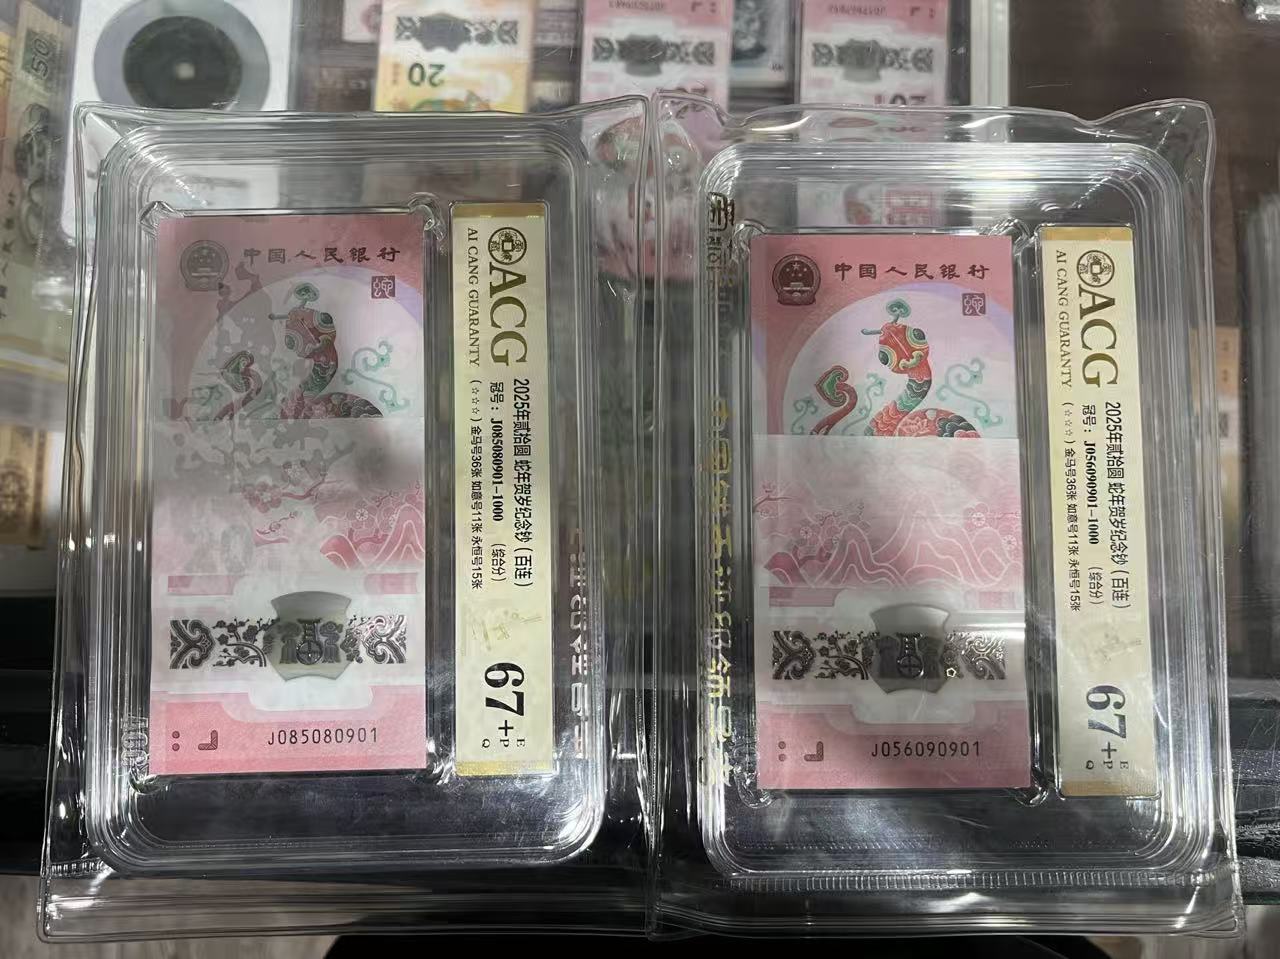 中国人民银行
J085080901
ACG
AI CANG GUARANTY
2025年贰拾圆 蛇年贺岁纪念钞（百连）
冠号：J085080901-1000 （综合分）
（☆☆☆）金马号36张 如意号11张 永恒号15张
67+
E
P
Q
中国人民银行
J056090901
ACG
AI CANG GUARANTY
2025年贰拾圆 蛇年贺岁纪念钞（百连）
冠号：J056090901-1000 （综合分）
（☆☆☆）金马号36张 如意号11张 永恒号15张
67+
E
P
Q
20
50